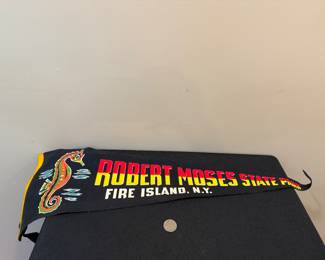 ROBERT MOSES STATE
FIRE ISLAND, N.Y.